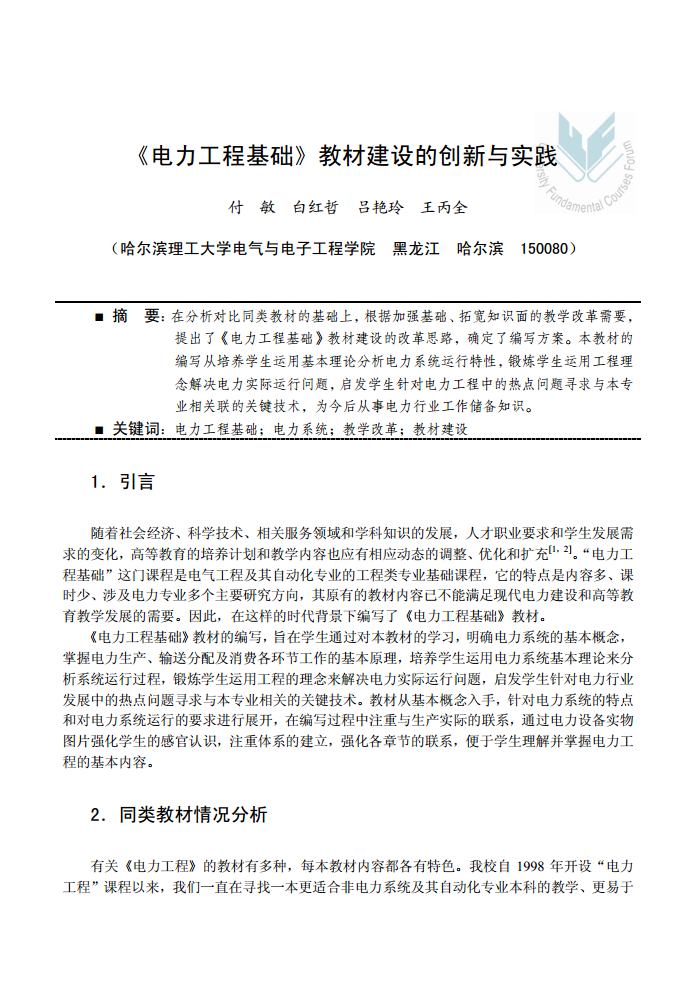 《电力工程基础》教材建设的创新与实践
University Fundamental Courses Forum
付　敏　白红哲　吕艳玲　王丙全
（哈尔滨理工大学电气与电子工程学院　黑龙江　哈尔滨　150080）
■ 摘　要：在分析对比同类教材的基础上，根据加强基础、拓宽知识面的教学改革需要，
提出了《电力工程基础》教材建设的改革思路，确定了编写方案。本教材的
编写从培养学生运用基本理论分析电力系统运行特性，锻炼学生运用工程理
念解决电力实际运行问题，启发学生针对电力工程中的热点问题寻求与本专
业相关联的关键技术，为今后从事电力行业工作储备知识。
■ 关键词：电力工程基础；电力系统；教学改革；教材建设
1．引言
随着社会经济、科学技术、相关服务领域和学科知识的发展，人才职业要求和学生发展需
求的变化，高等教育的培养计划和教学内容也应有相应动态的调整、优化和扩充[1，2]。“电力工
程基础”这门课程是电气工程及其自动化专业的工程类专业基础课程，它的特点是内容多、课
时少、涉及电力专业多个主要研究方向，其原有的教材内容已不能满足现代电力建设和高等教
育教学发展的需要。因此，在这样的时代背景下编写了《电力工程基础》教材。
《电力工程基础》教材的编写，旨在学生通过对本教材的学习，明确电力系统的基本概念，
掌握电力生产、输送分配及消费各环节工作的基本原理，培养学生运用电力系统基本理论来分
析系统运行过程，锻炼学生运用工程的理念来解决电力实际运行问题，启发学生针对电力行业
发展中的热点问题寻求与本专业相关的关键技术。教材从基本概念入手，针对电力系统的特点
和对电力系统运行的要求进行展开，在编写过程中注重与生产实际的联系，通过电力设备实物
图片强化学生的感官认识，注重体系的建立，强化各章节的联系，便于学生理解并掌握电力工
程的基本内容。
2．同类教材情况分析
有关《电力工程》的教材有多种，每本教材内容都各有特色。我校自 1998 年开设“电力
工程”课程以来，我们一直在寻找一本更适合非电力系统及其自动化专业本科的教学、更易于